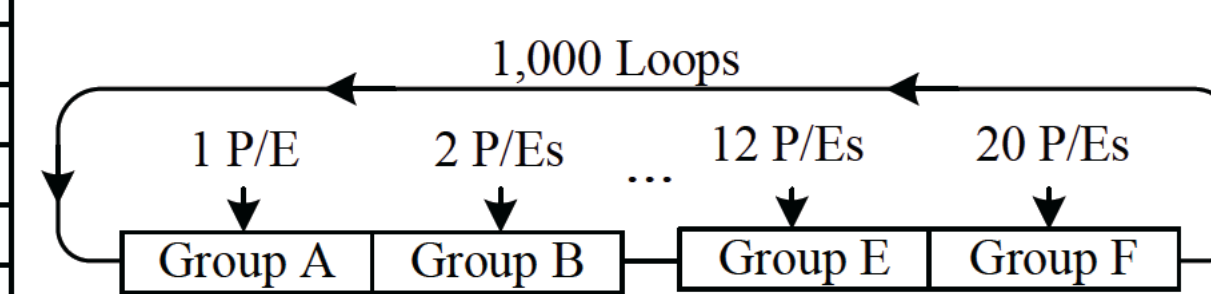 1,000 Loops
1 P/E 2 P/Es ... 12 P/Es 20 P/Es
Group A Group B Group E Group F